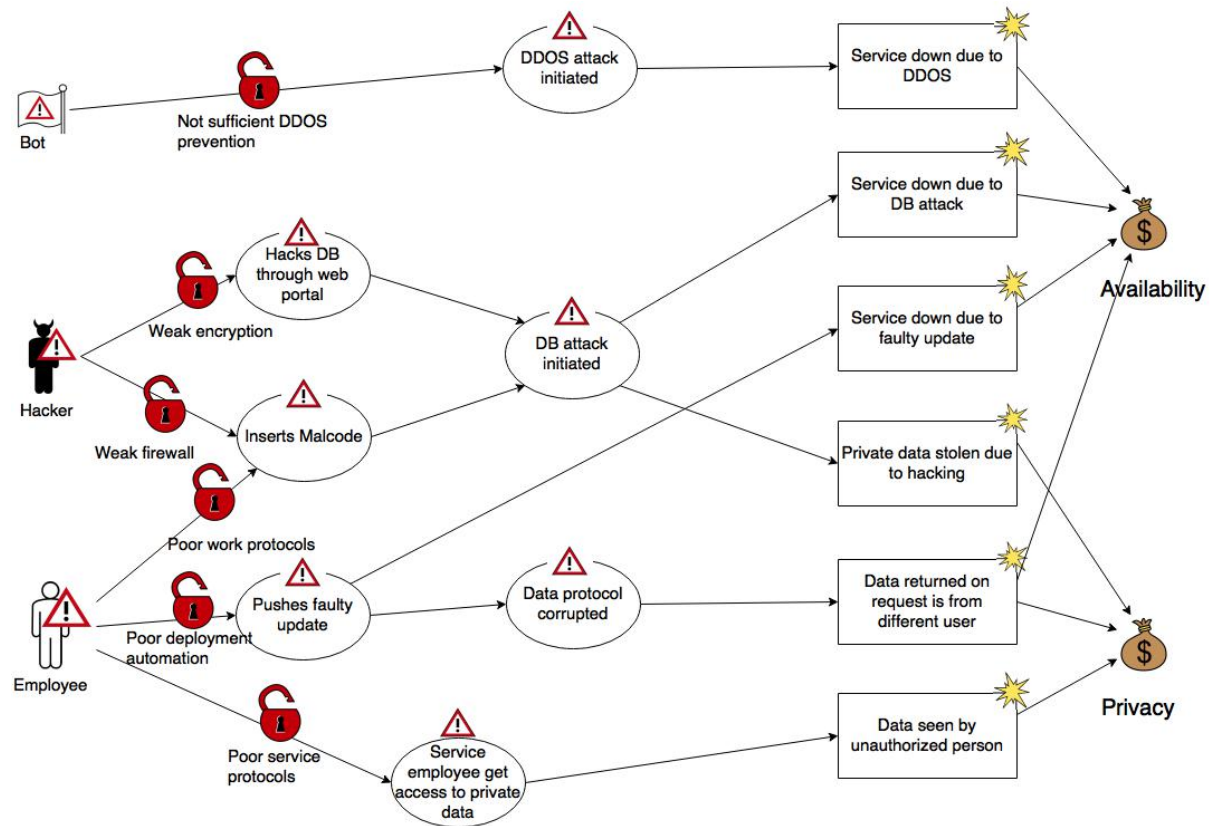 DDOS attack
initiated
Service down due to
DDOS
Bot
Not sufficient DDOS
prevention
Service down due to
DB attack
Hacks DB
through web
portal
Weak encryption
DB attack
initiated
Service down due to
faulty update
$
Availability
Hacker
Weak firewall
Inserts Malcode
Private data stolen due
to hacking
Poor work protocols
Employee
Poor deployment
automation
Pushes faulty
update
Data protocol
corrupted
Data returned on
request is from
different user
$
Privacy
Poor service
protocols
Service
employee get
access to private
data
Data seen by
unauthorized person